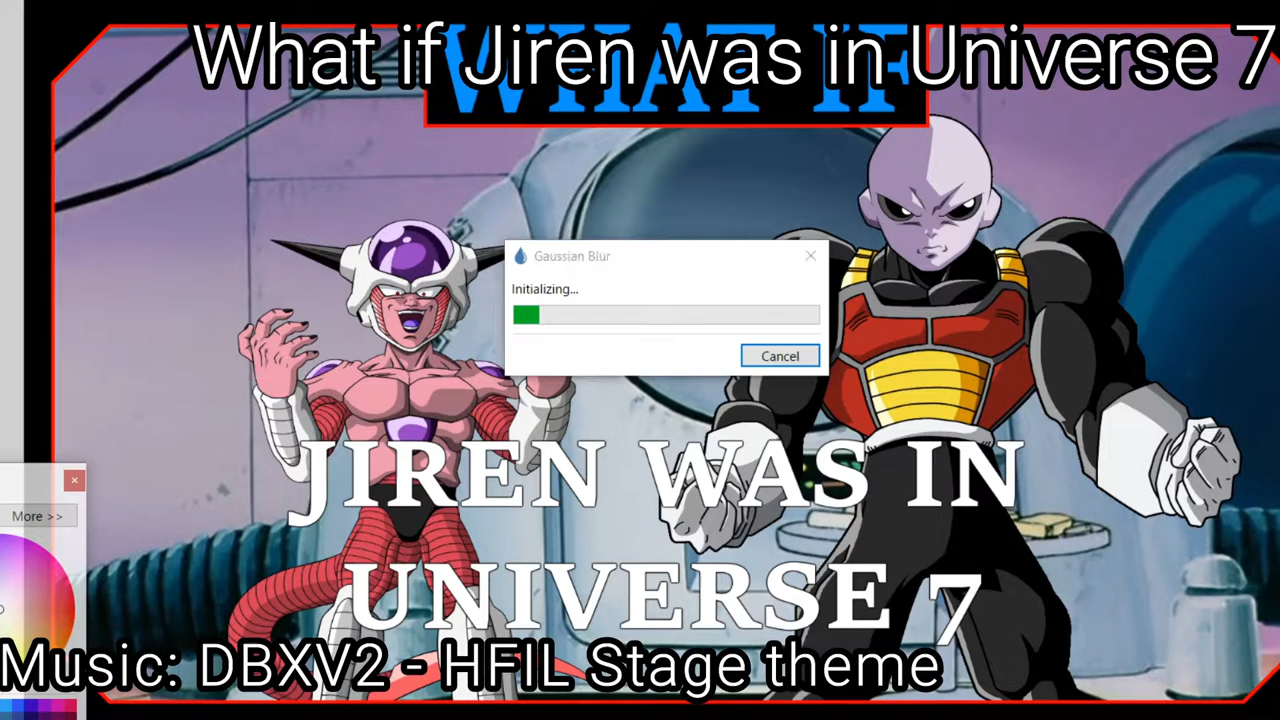 What if Jiren was in Universe 7
WHAT IF
Gaussian Blur
Initializing...
Cancel
JIREN WAS IN
UNIVERSE 7
More >>
Music: DBXV2 - HFIL Stage theme